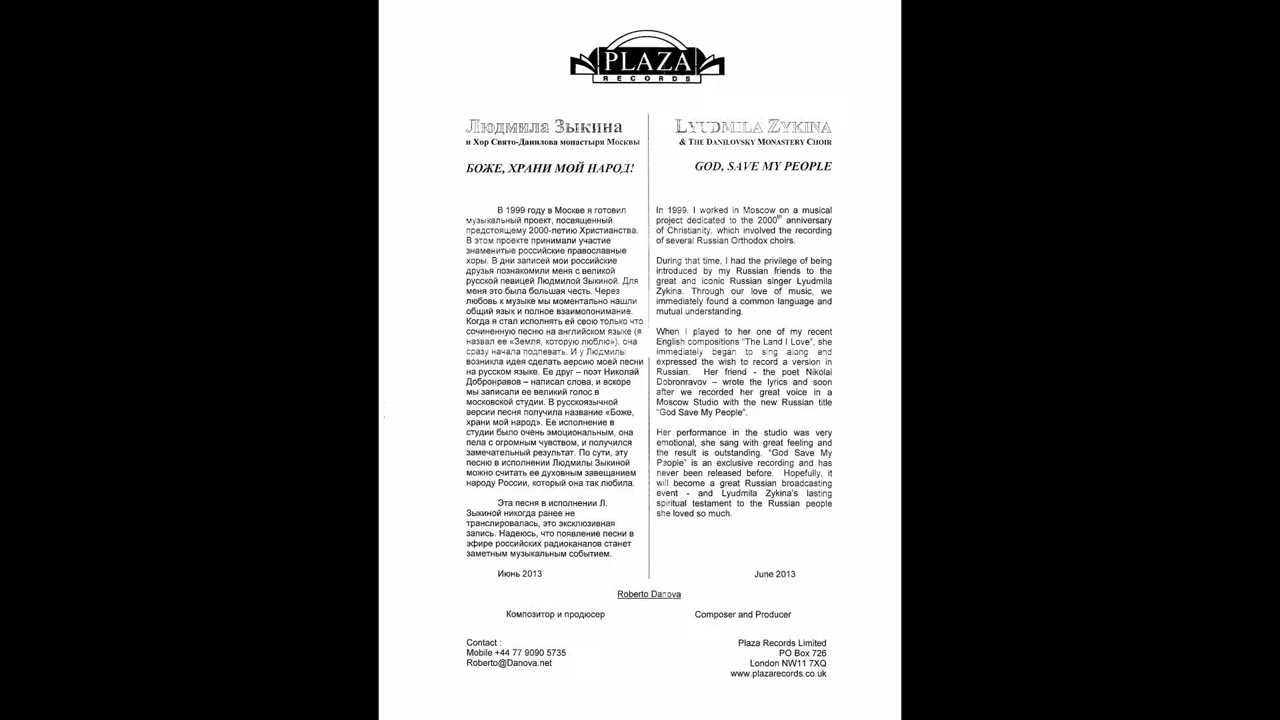 PLAZA
RECORDS
Людмила Зыкина
и Хор Свято-Данилова монастыря Москвы
БОЖЕ, ХРАНИ МОЙ НАРОД!
В 1999 году в Москве я готовил
музыкальный проект, посвященный
предстоящему 2000-летию Христианства.
В этом проекте принимали участие
знаменитые российские православные
хоры. В дни записей мои российские
друзья познакомили меня с великой
русской певицей Людмилой Зыкиной. Для
меня это была большая честь. Через
любовь к музыке мы моментально нашли
общий язык и полное взаимопонимание.
Когда я стал исполнять ей свою только что
сочиненную песню на английском языке (я
назвал ее «Земля, которую люблю»), она
сразу начала подпевать. И у Людмилы
возникла идея сделать версию моей песни
на русском языке. Ее друг – поэт Николай
Добронравов – написал слова, и вскоре
мы записали ее великий голос в
московской студии. В русскоязычной
версии песня получила название «Боже,
храни мой народ». Ее исполнение в
студии было очень эмоциональным, она
пела с огромным чувством, и получился
замечательный результат. По сути, эту
песню в исполнении Людмилы Зыкиной
можно считать ее духовным завещанием
народу России, который она так любила.
Эта песня в исполнении Л.
Зыкиной никогда ранее не
транслировалась, это эксклюзивная
запись. Надеюсь, что появление песни в
эфире российских радиоканалов станет
заметным музыкальным событием.
Июнь 2013
LYUDMILA ZYKINA
& THE DANILOVSKY MONASTERY CHOIR
GOD, SAVE MY PEOPLE
In 1999, I worked in Moscow on a musical
project dedicated to the 2000th anniversary
of Christianity, which involved the recording
of several Russian Orthodox choirs.
During that time, I had the privilege of being
introduced by my Russian friends to the
great and iconic Russian singer Lyudmila
Zykina. Through our love of music, we
immediately found a common language and
mutual understanding.
When I played to her one of my recent
English compositions “The Land I Love”, she
immediately began to sing along and
expressed the wish to record a version in
Russian. Her friend - the poet Nikolai
Dobronravov – wrote the lyrics and soon
after we recorded her great voice in a
Moscow Studio with the new Russian title
“God Save My People”.
Her performance in the studio was very
emotional, she sang with great feeling and
the result is outstanding. “God Save My
People” is an exclusive recording and has
never been released before. Hopefully, it
will become a great Russian broadcasting
event - and Lyudmila Zykina’s lasting
spiritual testament to the Russian people
she loved so much.
June 2013
Roberto Danova
Композитор и продюсер
Composer and Producer
Contact :
Mobile +44 77 9090 5735
Roberto@Danova.net
Plaza Records Limited
PO Box 726
London NW11 7XQ
www.plazarecords.co.uk